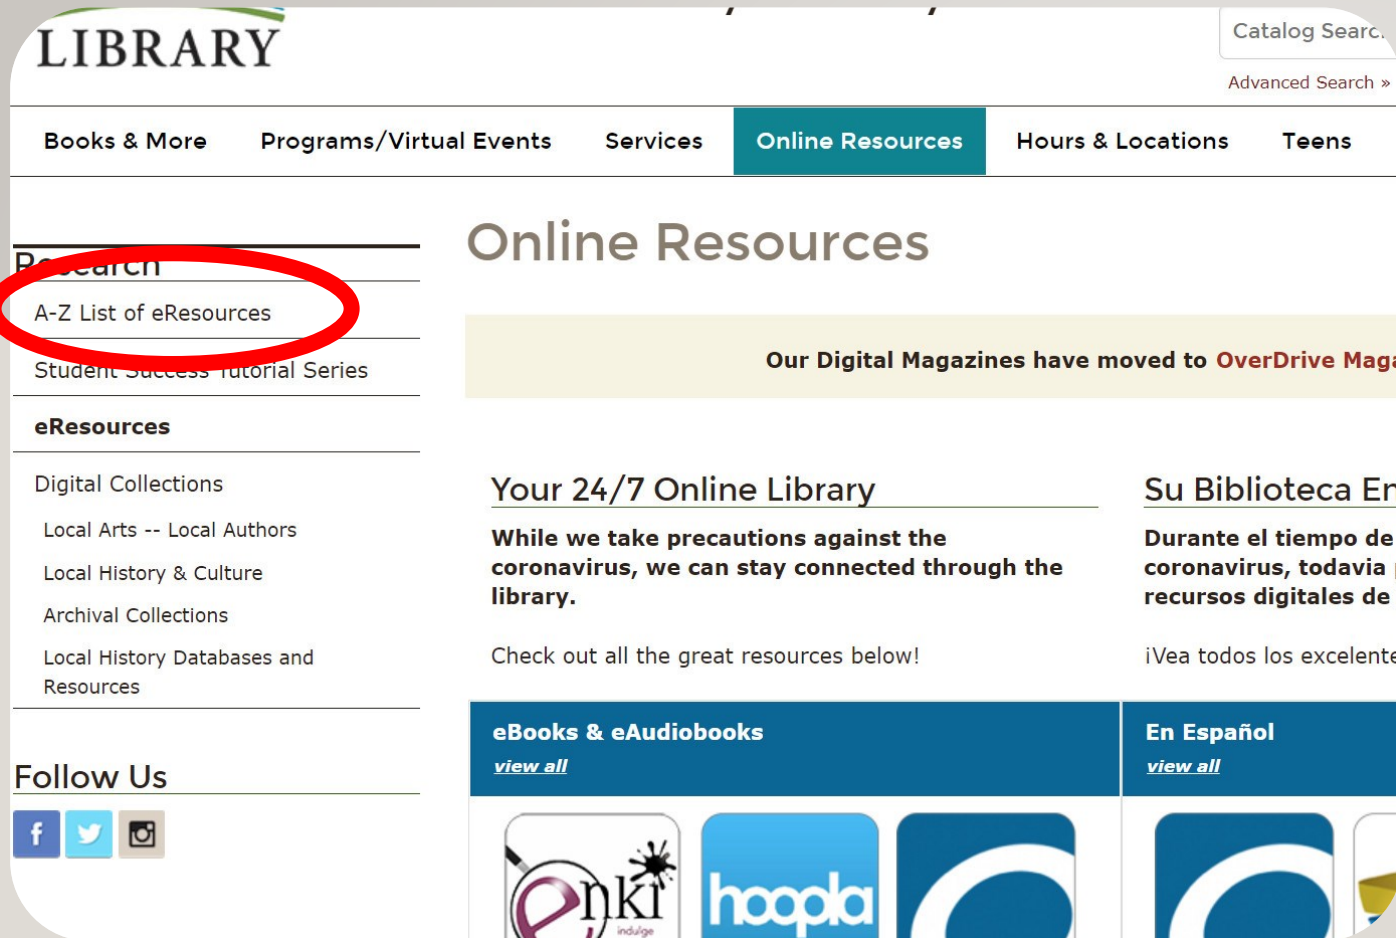 LIBRARY
Catalog Searc
Advanced Search »
Books & More Programs/Virtual Events Services Online Resources Hours & Locations Teens
Research
A-Z List of eResources
Student Success Tutorial Series
eResources
Digital Collections
Local Arts -- Local Authors
Local History & Culture
Archival Collections
Local History Databases and
Resources
Follow Us
Online Resources
Our Digital Magazines have moved to OverDrive Maga
Your 24/7 Online Library
While we take precautions against the
coronavirus, we can stay connected through the
library.
Check out all the great resources below!
Su Biblioteca En
Durante el tiempo de
coronavirus, todavia
recursos digitales de
¡Vea todos los excelente
eBooks & eAudiobooks
view all
En Español
view all
enki
indulge
hoopla